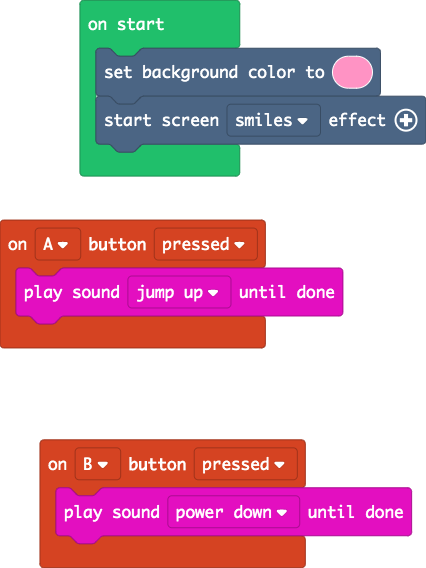 on start
set background color to
start screen smiles effect
on A button pressed
play sound jump up until done
on B button pressed
play sound power down until done